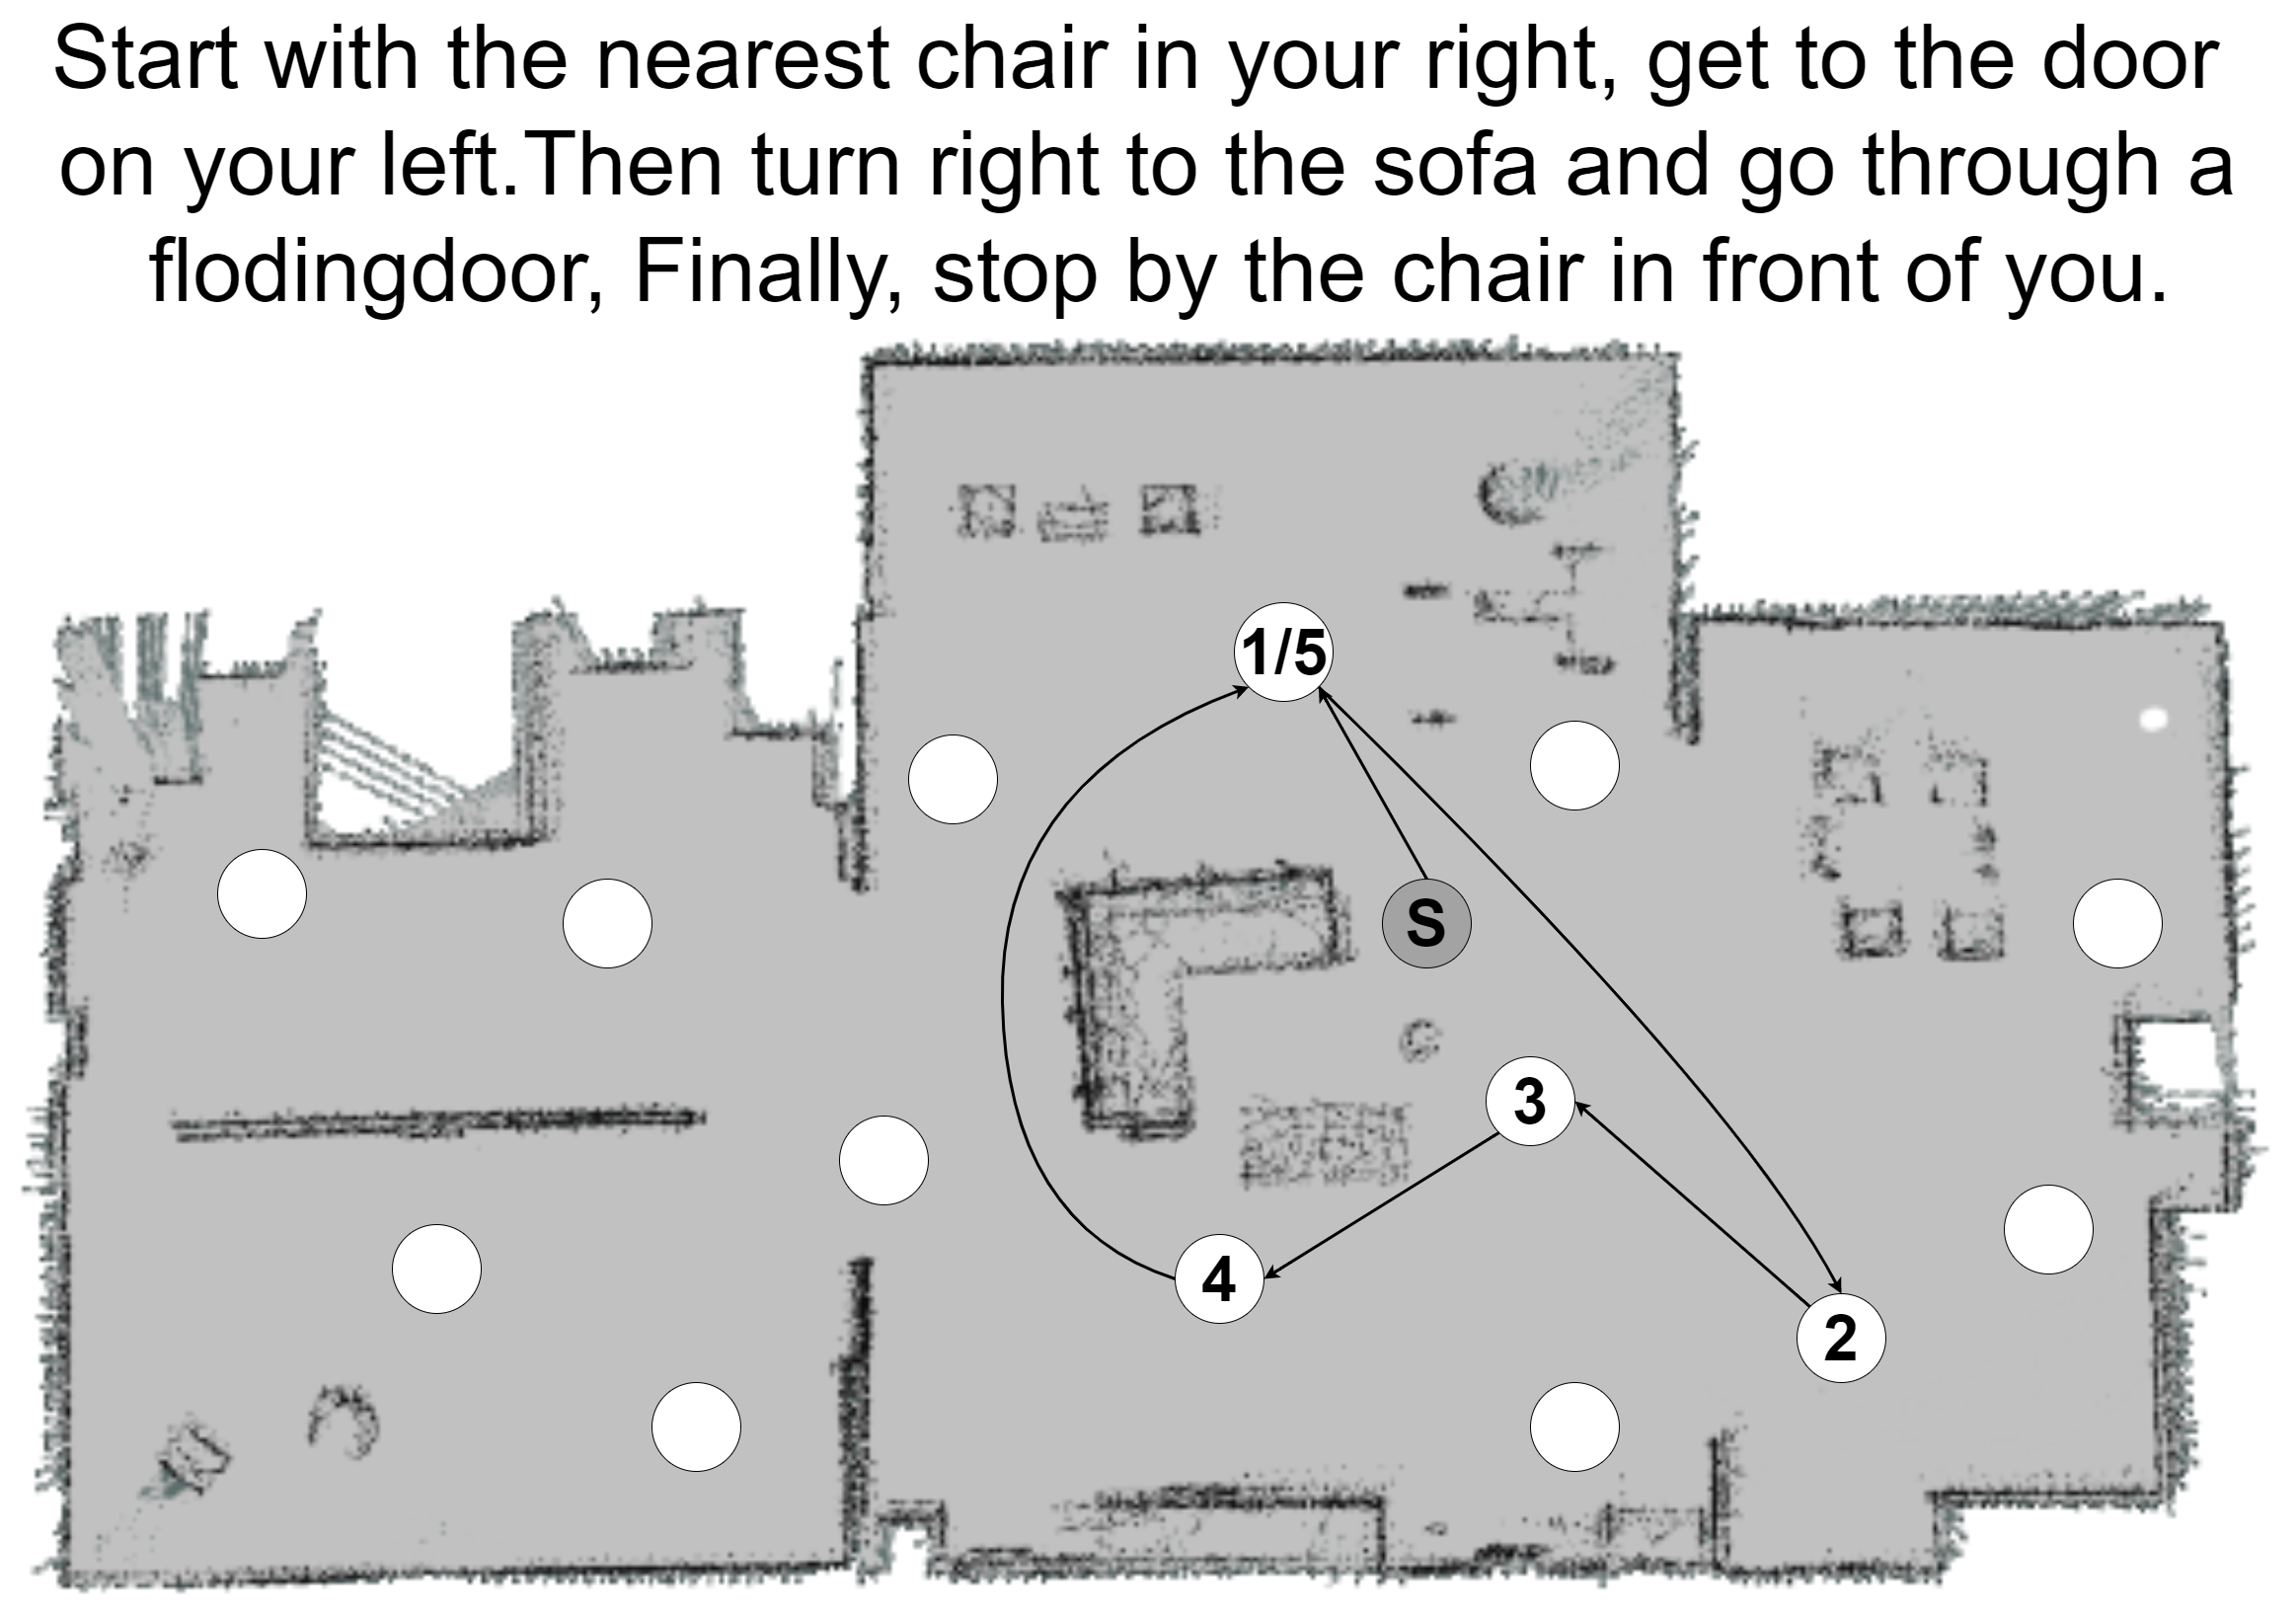 Start with the nearest chair in your right, get to the door
on your left.Then turn right to the sofa and go through a
flodingdoor, Finally, stop by the chair in front of you.
1/5
S
3
4
2